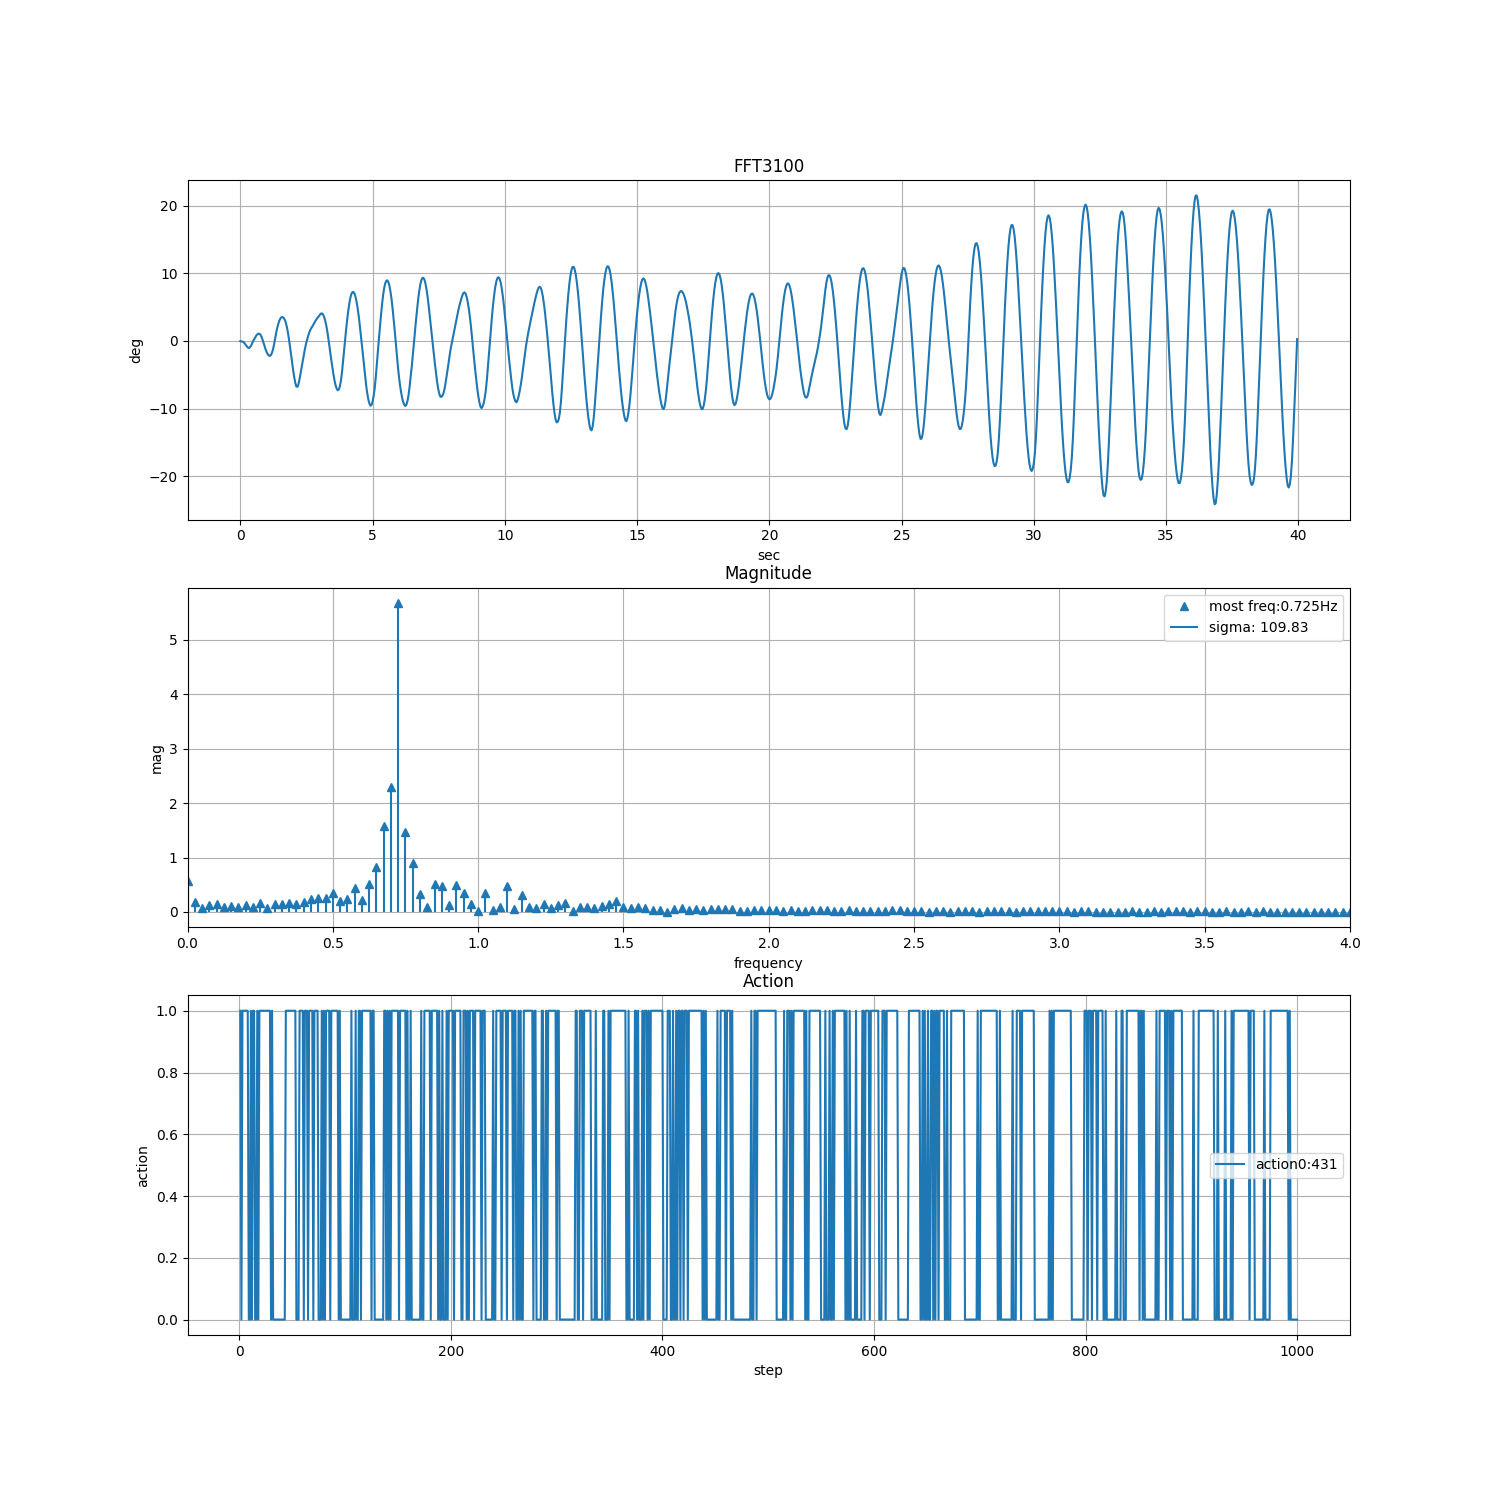 FFT3100
20
10
0
−10
−20
deg
0 5 10 15 20 25 30 35 40
sec
Magnitude
most freq:0.725Hz
sigma: 109.83
5
4
3
2
1
0
mag
0.0 0.5 1.0 1.5 2.0 2.5 3.0 3.5 4.0
frequency
Action
1.0
0.8
0.6
0.4
0.2
0.0
action
action0:431
0 200 400 600 800 1000
step